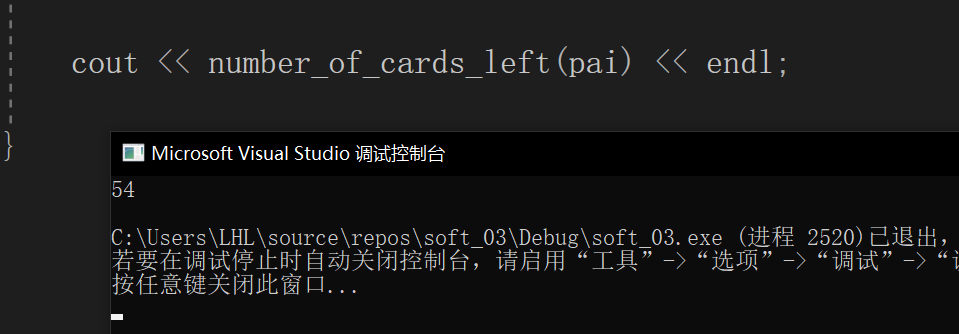 cout << number_of_cards_left(pai) << endl;
}
Microsoft Visual Studio 调试控制台
54
C:\Users\LHL\source\repos\soft_03\Debug\soft_03.exe (进程 2520)已退出，
若要在调试停止时自动关闭控制台，请启用“工具”->“选项”->“调试”->“
按任意键关闭此窗口...